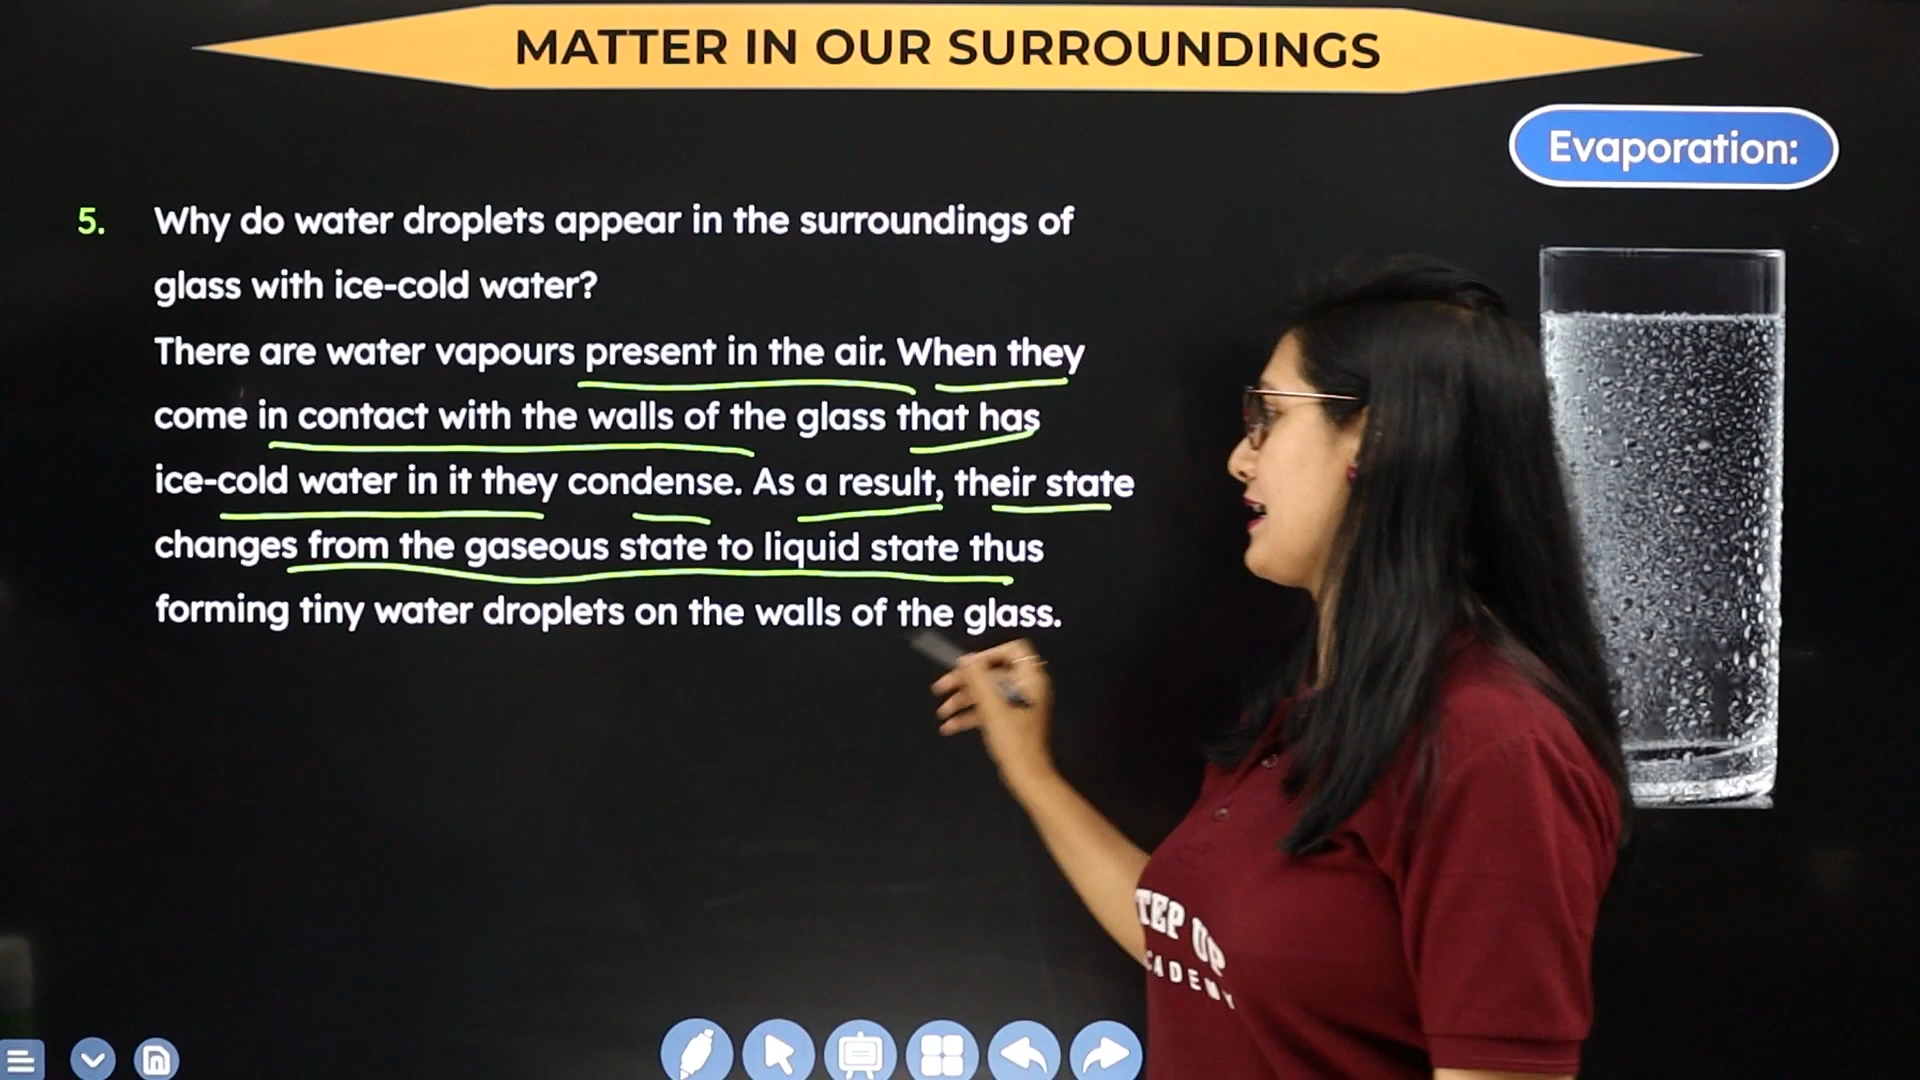 MATTER IN OUR SURROUNDINGS
Evaporation:
5. Why do water droplets appear in the surroundings of
glass with ice-cold water?
There are water vapours present in the air. When they
come in contact with the walls of the glass that has
ice-cold water in it they condense. As a result, their state
changes from the gaseous state to liquid state thus
forming tiny water droplets on the walls of the glass.
TEP UP
CADEMY